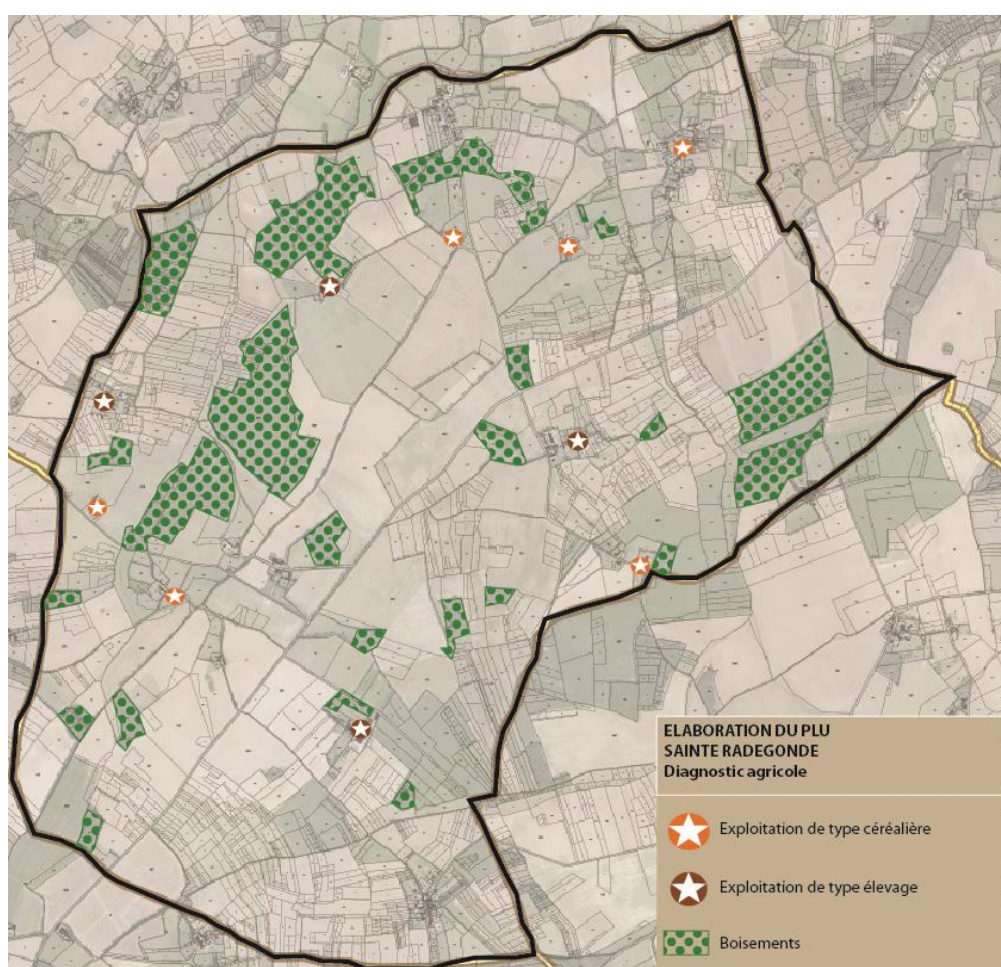 ELABORATION DU PLU
SAINTE RADEGONDE
Diagnostic agricole
Exploitation de type céréalière
Exploitation de type élevage
Boisements